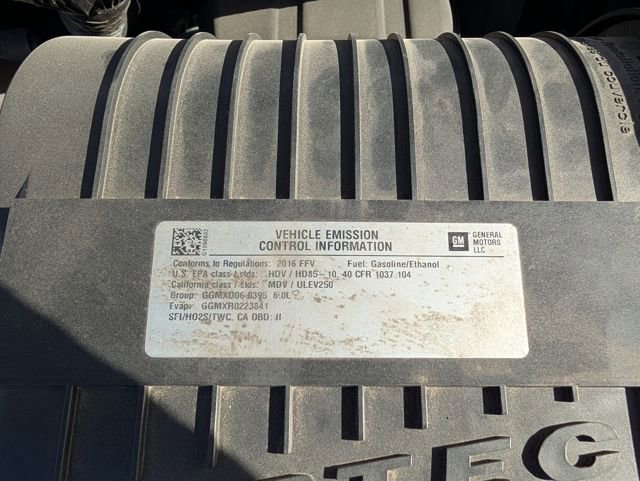 VEHICLE EMISSION
CONTROL INFORMATION
GM
GENERAL
MOTORS
LLC
Conforms to Regulations: 2016 FFV Fuel: Gasoline/Ethanol
U.S. EPA class / stds: HDV / HD85-10, 40 CFR 1037.104
California class / stds: MDV / ULEV250
Group: GGMXD06.0395 6.0L
Evap: GGMXR0223841
SFI/HO2S/TWC, CA OBD: II
TEC